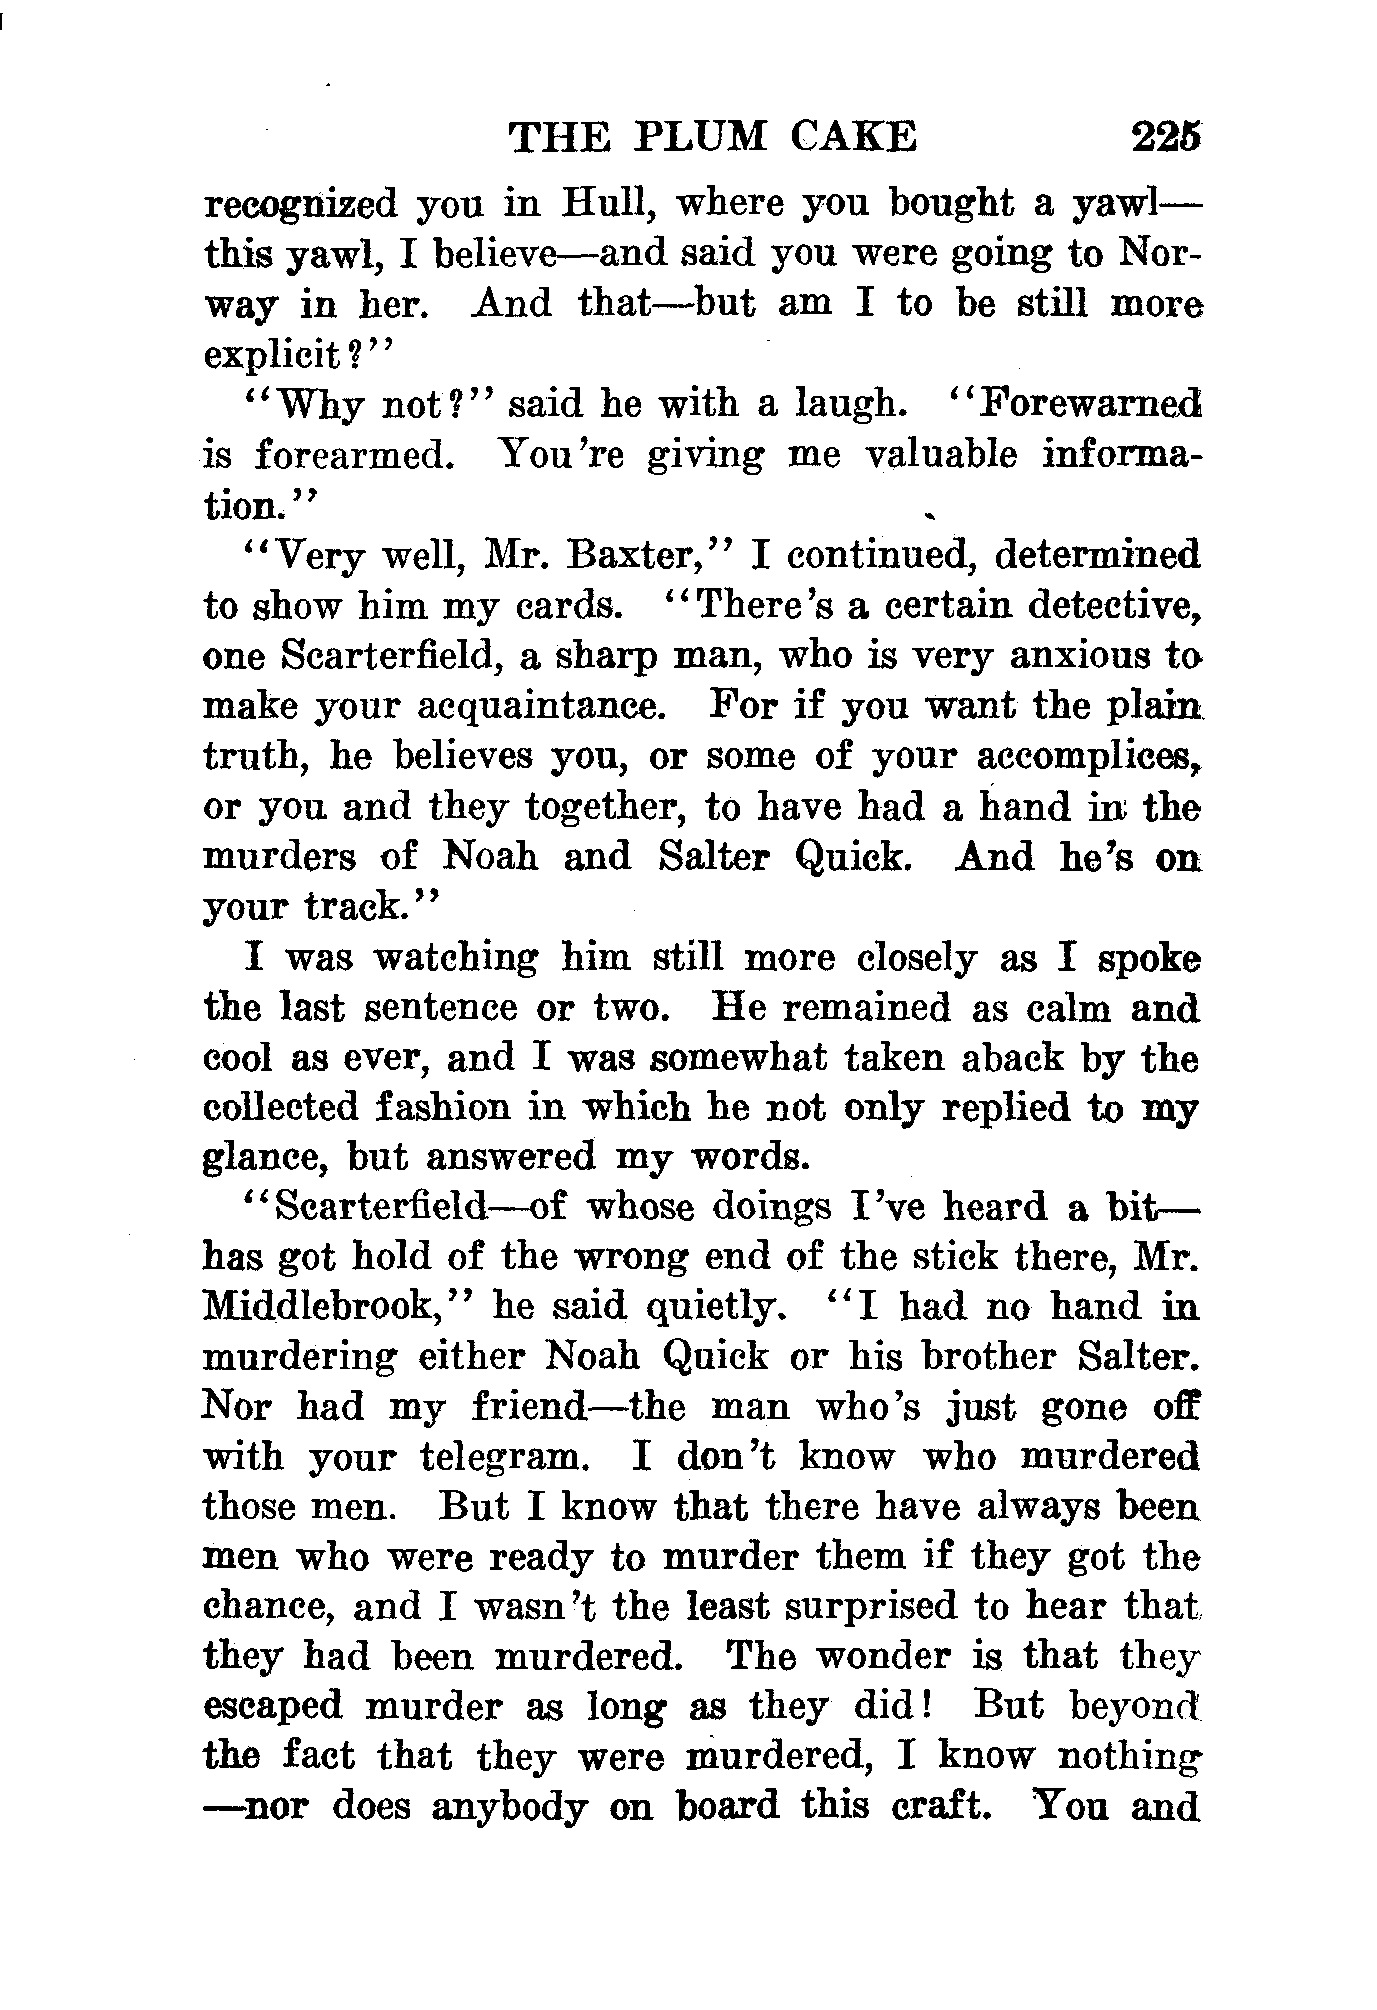 THE PLUM CAKE 225
recognized you in Hull, where you bought a yawl—
this yawl, I believe—and said you were going to Nor-
way in her. And that—but am I to be still more
explicit?"
"Why not?" said he with a laugh. "Forewarned
is forearmed. You're giving me valuable informa-
tion."
"Very well, Mr. Baxter," I continued, determined
to show him my cards. "There's a certain detective,
one Scarterfield, a sharp man, who is very anxious to
make your acquaintance. For if you want the plain
truth, he believes you, or some of your accomplices,
or you and they together, to have had a hand in the
murders of Noah and Salter Quick. And he's on
your track."
I was watching him still more closely as I spoke
the last sentence or two. He remained as calm and
cool as ever, and I was somewhat taken aback by the
collected fashion in which he not only replied to my
glance, but answered my words.
"Scarterfield—of whose doings I've heard a bit—
has got hold of the wrong end of the stick there, Mr.
Middlebrook," he said quietly. "I had no hand in
murdering either Noah Quick or his brother Salter.
Nor had my friend—the man who's just gone off
with your telegram. I don't know who murdered
those men. But I know that there have always been
men who were ready to murder them if they got the
chance, and I wasn't the least surprised to hear that
they had been murdered. The wonder is that they
escaped murder as long as they did! But beyond
the fact that they were murdered, I know nothing
—nor does anybody on board this craft. You and